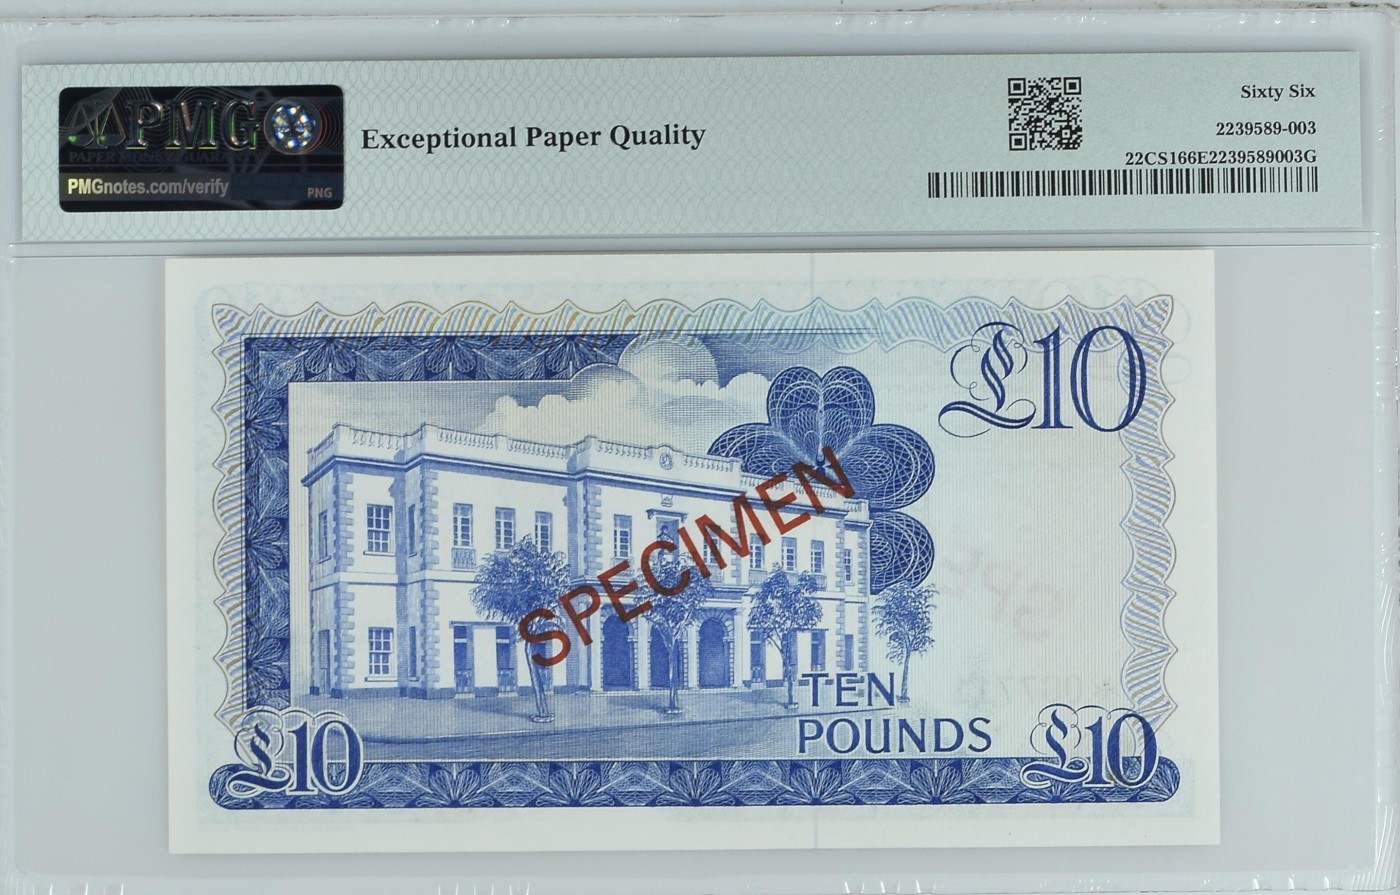 PMG
PAPER MONEY GUARANTY
PMGnotes.com/verify
PNG
Exceptional Paper Quality
Sixty Six
2239589-003
22CS166E2239589003G
£10
SPECIMEN
TEN
POUNDS
£10
£10